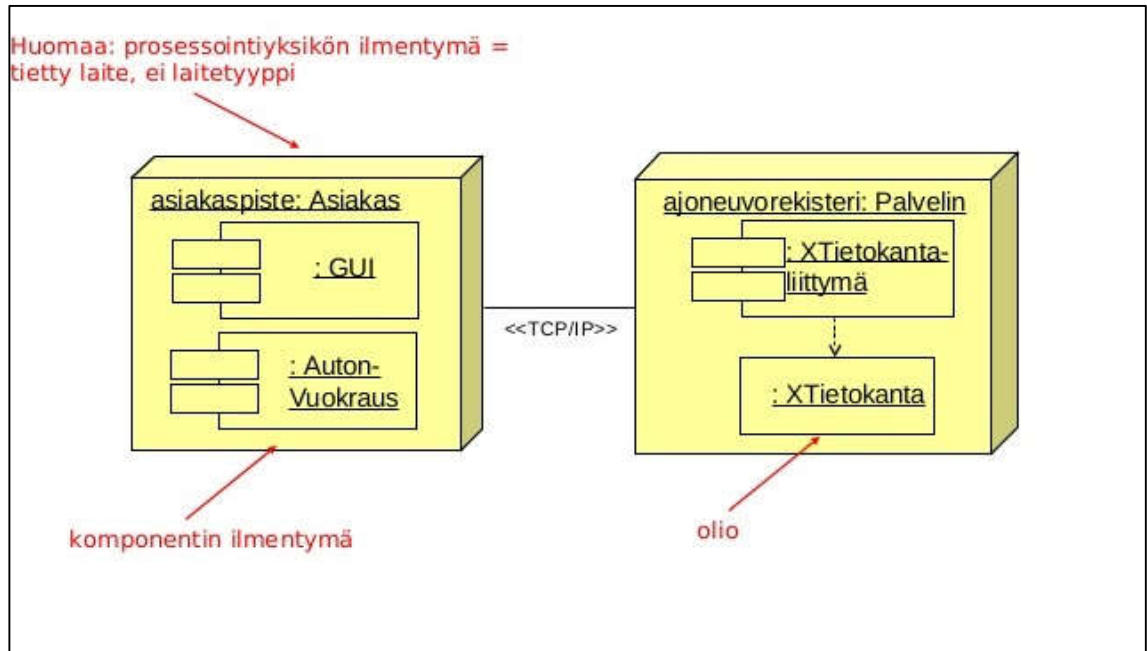 Huomaa: prosessointiyksikön ilmentymä =
tietty laite, ei laitetyyppi
asiakaspiste: Asiakas
: GUI
: Auton-
Vuokraus
<<TCP/IP>>
ajoneuvorekisteri: Palvelin
: XTietokanta-
liittymä
: XTietokanta
komponentin ilmentymä
olio